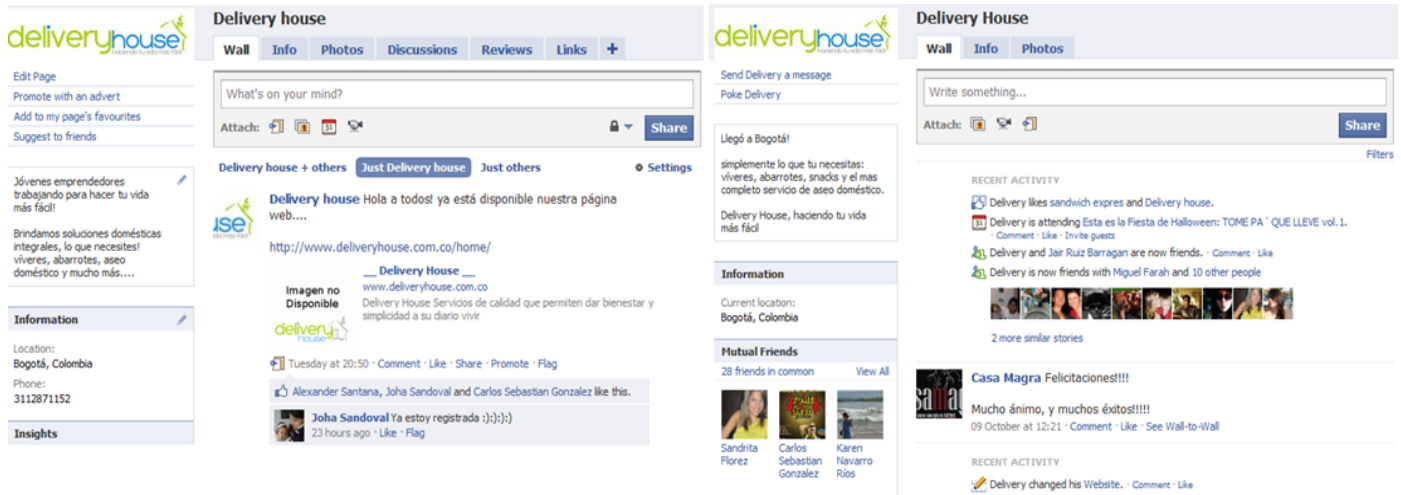 deliveryhouse
haciendo tu vida más fácil
Edit Page
Promote with an advert
Add to my page's favourites
Suggest to friends
Jóvenes emprendedores
trabajando para hacer tu vida
más fácil!
Brindamos soluciones domésticas
integrales, lo que necesites!
víveres, abarrotes, aseo
doméstico y mucho más....
Information
Location:
Bogotá, Colombia
Phone:
3112871152
Insights
Delivery house
Wall Info Photos Discussions Reviews Links +
What's on your mind?
Attach: 31 Share
Delivery house + others Just Delivery house Just others Settings
Delivery house Hola a todos! ya está disponible nuestra página
web....
http://www.deliveryhouse.com.co/home/
Imagen no
Disponible
delivery
house
__ Delivery House __
www.deliveryhouse.com.co
Delivery House Servicios de calidad que permiten dar bienestar y
simplicidad a su diario vivir
Tuesday at 20:50 · Comment · Like · Share · Promote · Flag
Alexander Santana, Joha Sandoval and Carlos Sebastian Gonzalez like this.
Joha Sandoval Ya estoy registrada :):):):)
23 hours ago · Like · Flag
deliveryhouse
haciendo tu vida más fácil
Send Delivery a message
Poke Delivery
Llegó a Bogotá!
simplemente lo que tu necesitas:
víveres, abarrotes, snacks y el mas
completo servicio de aseo doméstico.
Delivery House, haciendo tu vida
más fácil
Information
Current location:
Bogotá, Colombia
Mutual Friends
28 friends in common View All
Sandrita
Florez
Carlos
Sebastian
Gonzalez
Karen
Navarro
Ríos
Delivery House
Wall Info Photos
Write something...
Attach: Share
Filters
RECENT ACTIVITY
Delivery likes sandwich expres and Delivery house.
31 Delivery is attending Esta es la Fiesta de Halloween: TOME PA´ QUE LLEVE vol.1.
· Comment · Like · Invite guests
Delivery and Jair Ruiz Barragan are now friends. · Comment · Like
Delivery is now friends with Miguel Farah and 10 other people
2 more similar stories
Casa Magra Felicitaciones!!!!
Mucho ánimo, y muchos éxitos!!!!!
09 October at 12:21 · Comment · Like · See Wall-to-Wall
RECENT ACTIVITY
Delivery changed his Website. · Comment · Like